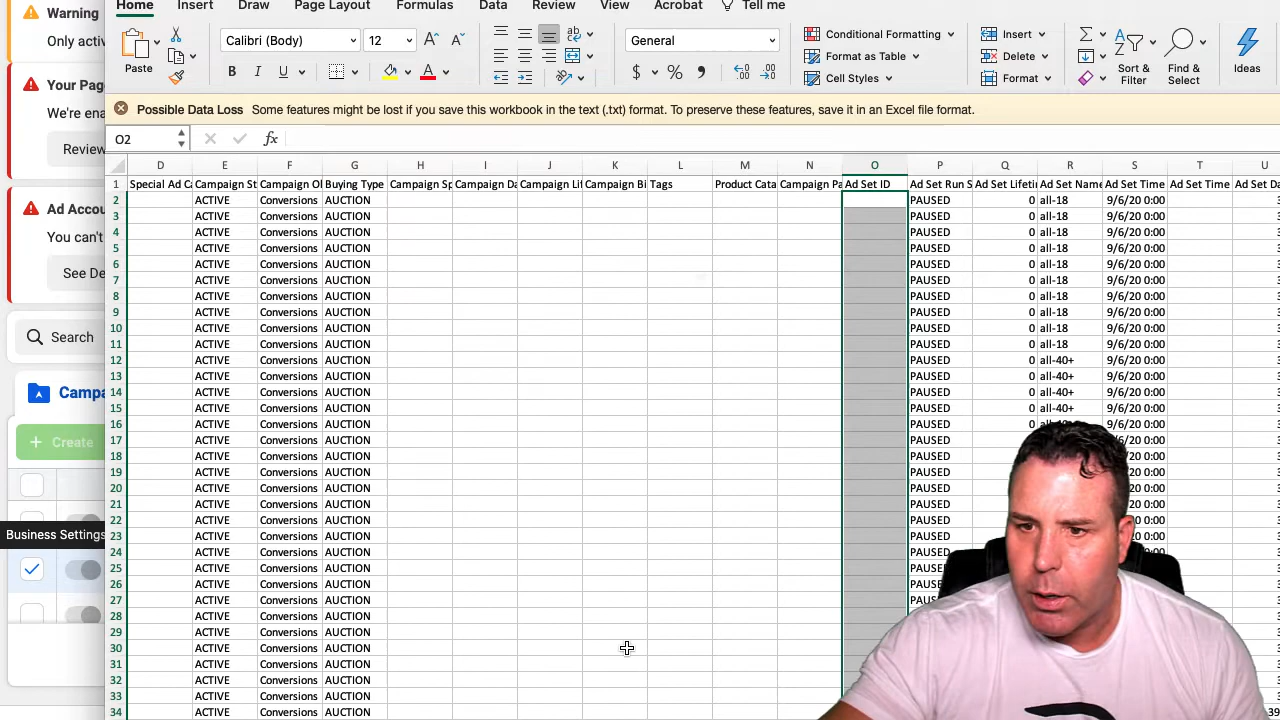 Warning
Only activ
Your Pag
We're ena
Review
Ad Accou
You can't
See De
Search
Campa
+ Create
Business Settings
Home Insert Draw Page Layout Formulas Data Review View Acrobat Tell me
Paste
Calibri (Body) 12
B I U
General
$ %
Conditional Formatting
Format as Table
Cell Styles
Insert
Delete
Format
Sort & Filter
Find & Select
Ideas
Possible Data Loss Some features might be lost if you save this workbook in the text (.txt) format. To preserve these features, save it in an Excel file format.
O2 fx
D E F G H I J K L M N O P Q R S T U
1 Special Ad Ca Campaign St Campaign Ob Buying Type Campaign Sp Campaign Da Campaign Lif Campaign Bi Tags Product Cata Campaign Pa Ad Set ID Ad Set Run S Ad Set Lifetin Ad Set Name Ad Set Time Ad Set Time Ad Set Da
2 ACTIVE Conversions AUCTION PAUSED 0 all-18 9/6/20 0:00
3 ACTIVE Conversions AUCTION PAUSED 0 all-18 9/6/20 0:00
4 ACTIVE Conversions AUCTION PAUSED 0 all-18 9/6/20 0:00
5 ACTIVE Conversions AUCTION PAUSED 0 all-18 9/6/20 0:00
6 ACTIVE Conversions AUCTION PAUSED 0 all-18 9/6/20 0:00
7 ACTIVE Conversions AUCTION PAUSED 0 all-18 9/6/20 0:00
8 ACTIVE Conversions AUCTION PAUSED 0 all-18 9/6/20 0:00
9 ACTIVE Conversions AUCTION PAUSED 0 all-18 9/6/20 0:00
10 ACTIVE Conversions AUCTION PAUSED 0 all-18 9/6/20 0:00
11 ACTIVE Conversions AUCTION PAUSED 0 all-18 9/6/20 0:00
12 ACTIVE Conversions AUCTION PAUSED 0 all-40+ 9/6/20 0:00
13 ACTIVE Conversions AUCTION PAUSED 0 all-40+ 9/6/20 0:00
14 ACTIVE Conversions AUCTION PAUSED 0 all-40+ 9/6/20 0:00
15 ACTIVE Conversions AUCTION PAUSED 0 all-40+ 9/6/20 0:00
16 ACTIVE Conversions AUCTION PAUSED 0 9/6/20 0:00
17 ACTIVE Conversions AUCTION PAUSED 9/6/20 0:00
18 ACTIVE Conversions AUCTION PAUSED 9/6/20 0:00
19 ACTIVE Conversions AUCTION PAUSED 9/6/20 0:00
20 ACTIVE Conversions AUCTION PAUSED 0:00
21 ACTIVE Conversions AUCTION PAUSED 0:00
22 ACTIVE Conversions AUCTION PAUSED 0:00
23 ACTIVE Conversions AUCTION PAUSED 0:00
24 ACTIVE Conversions AUCTION PAUSED 0:00
25 ACTIVE Conversions AUCTION PAUSE
26 ACTIVE Conversions AUCTION PAUSE
27 ACTIVE Conversions AUCTION PAUS
28 ACTIVE Conversions AUCTION
29 ACTIVE Conversions AUCTION
30 ACTIVE Conversions AUCTION
31 ACTIVE Conversions AUCTION
32 ACTIVE Conversions AUCTION
33 ACTIVE Conversions AUCTION
34 ACTIVE Conversions AUCTION 39